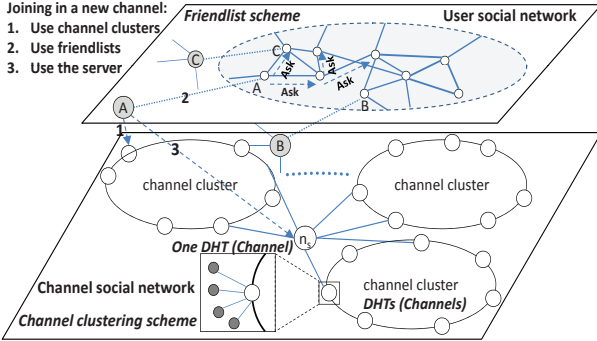 Joining in a new channel:
1. Use channel clusters
2. Use friendlists
3. Use the server
Friendlist scheme
User social network
C
C
A
Ask
Ask
Ask
Ask
B
A
2
1
3
B
channel cluster
channel cluster
n_s
One DHT (Channel)
Channel social network
Channel clustering scheme
channel cluster
DHTs (Channels)